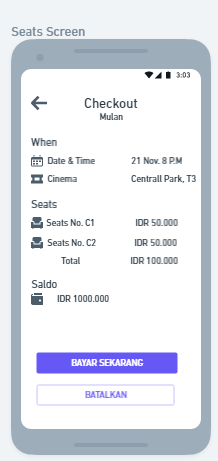 Seats Screen
3:03
Checkout
Mulan
When
Date & Time 21 Nov. 8 P.M
Cinema Centrall Park, T3
Seats
Seats No. C1 IDR 50.000
Seats No. C2 IDR 50.000
Total IDR 100.000
Saldo
IDR 1000.000
BAYAR SEKARANG
BATALKAN